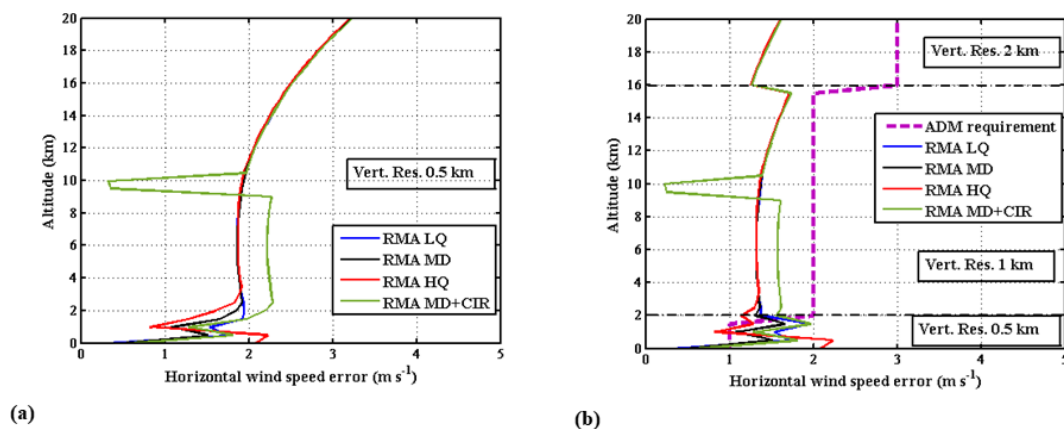 20
18
16
14
12
10
8
6
4
2
0
Altitude (km)
Vert. Res. 0.5 km
RMA LQ
RMA MD
RMA HQ
RMA MD+CIR
0 1 2 3 4 5
Horizontal wind speed error (m s⁻¹)
(a)
20
18
16
14
12
10
8
6
4
2
0
Altitude (km)
Vert. Res. 2 km
ADM requirement
RMA LQ
RMA MD
RMA HQ
RMA MD+CIR
Vert. Res. 1 km
Vert. Res. 0.5 km
0 1 2 3 4 5
Horizontal wind speed error (m s⁻¹)
(b)